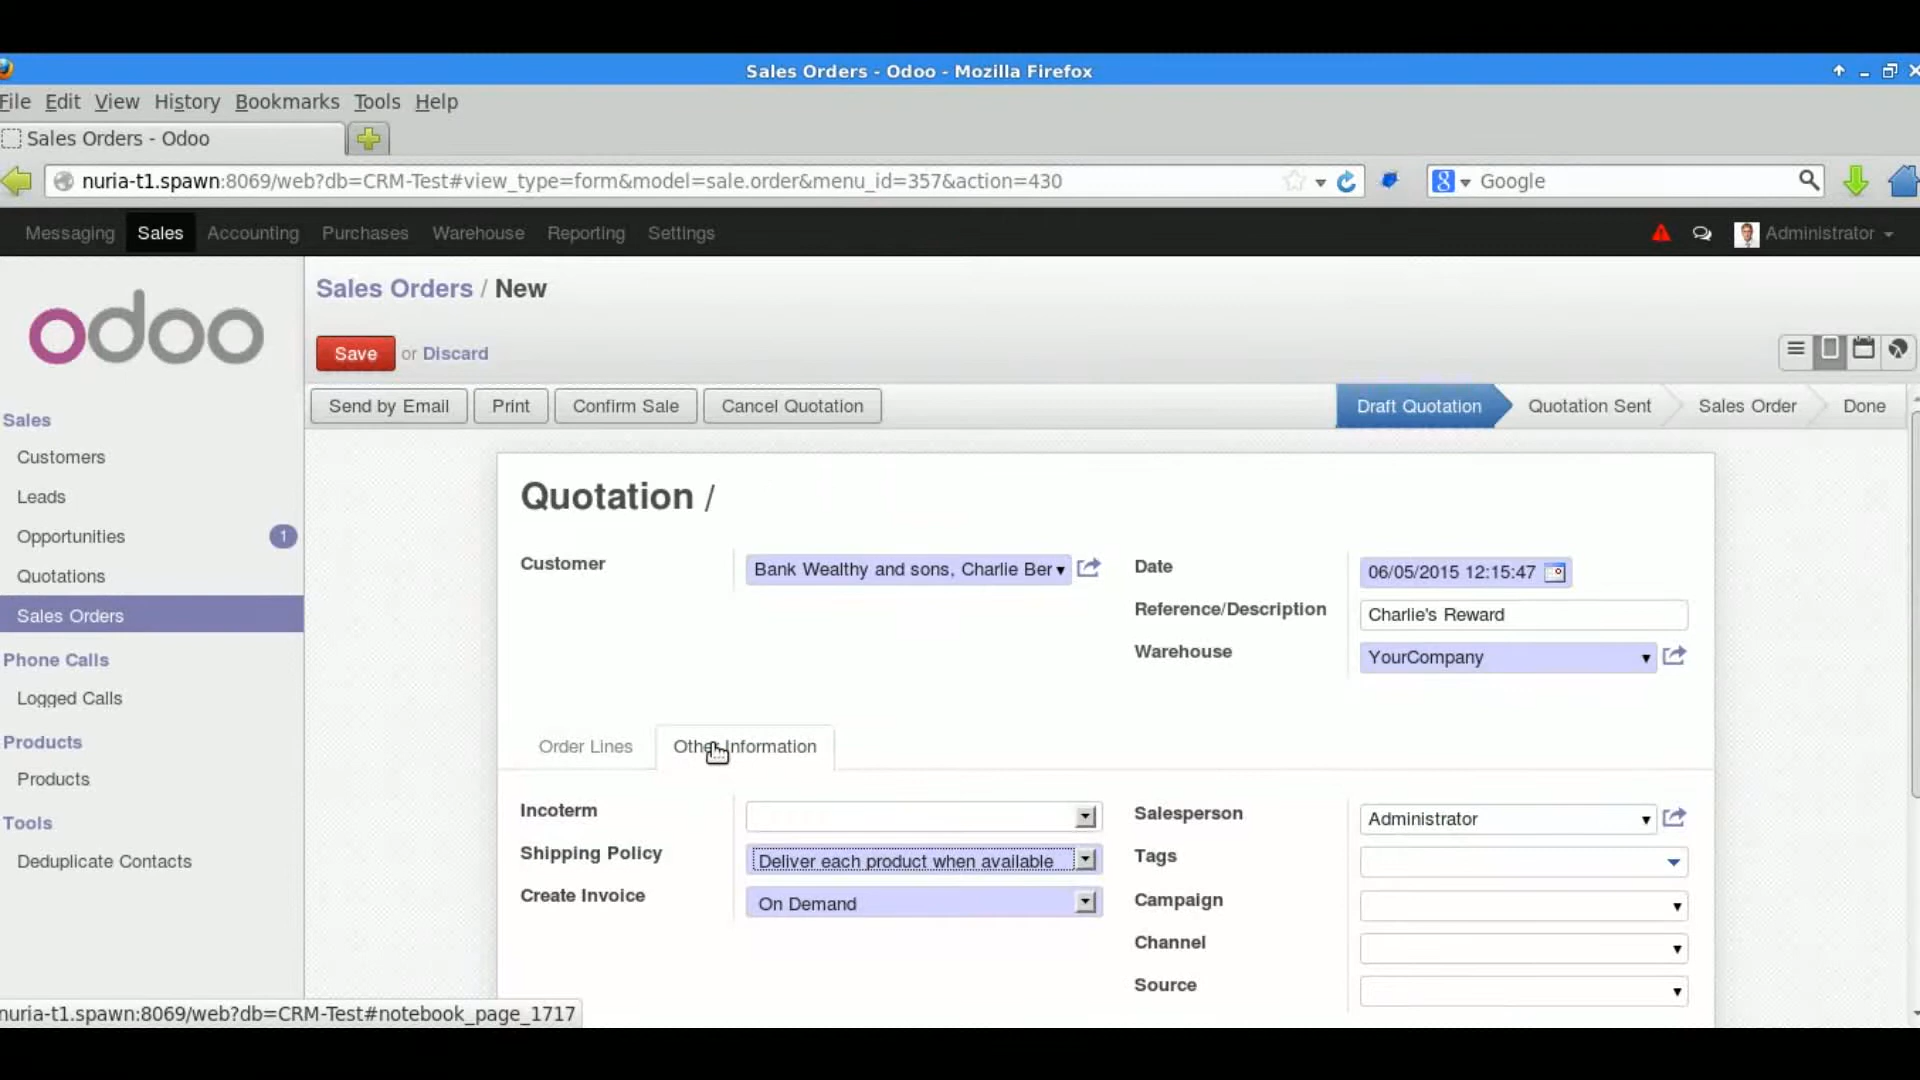 Sales Orders - Odoo - Mozilla Firefox
File Edit View History Bookmarks Tools Help
Sales Orders - Odoo
nuria-t1.spawn:8069/web?db=CRM-Test#view_type=form&model=sale.order&menu_id=357&action=430
8 Google
Messaging Sales Accounting Purchases Warehouse Reporting Settings Administrator
odoo
Sales Orders / New
Save or Discard
Send by Email Print Confirm Sale Cancel Quotation Draft Quotation Quotation Sent Sales Order Done
Sales
Customers
Leads
Opportunities 1
Quotations
Sales Orders
Phone Calls
Logged Calls
Products
Products
Tools
Deduplicate Contacts
Quotation /
Customer Bank Wealthy and sons, Charlie Ber
Date 06/05/2015 12:15:47
Reference/Description Charlie's Reward
Warehouse YourCompany
Order Lines Other Information
Incoterm
Shipping Policy Deliver each product when available
Create Invoice On Demand
Salesperson Administrator
Tags
Campaign
Channel
Source
nuria-t1.spawn:8069/web?db=CRM-Test#notebook_page_1717